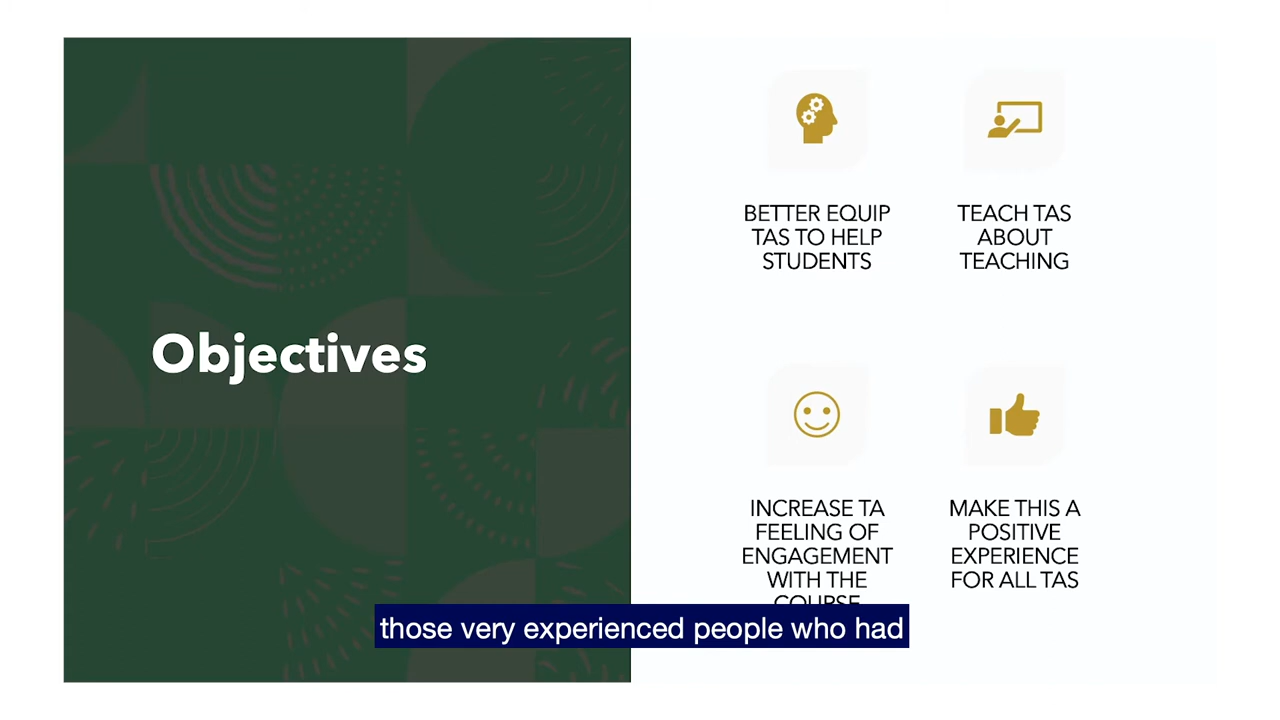 Objectives
BETTER EQUIP
TAS TO HELP
STUDENTS
TEACH TAS
ABOUT
TEACHING
INCREASE TA
FEELING OF
ENGAGEMENT
WITH THE
COURSE
MAKE THIS A
POSITIVE
EXPERIENCE
FOR ALL TAS
those very experienced people who had